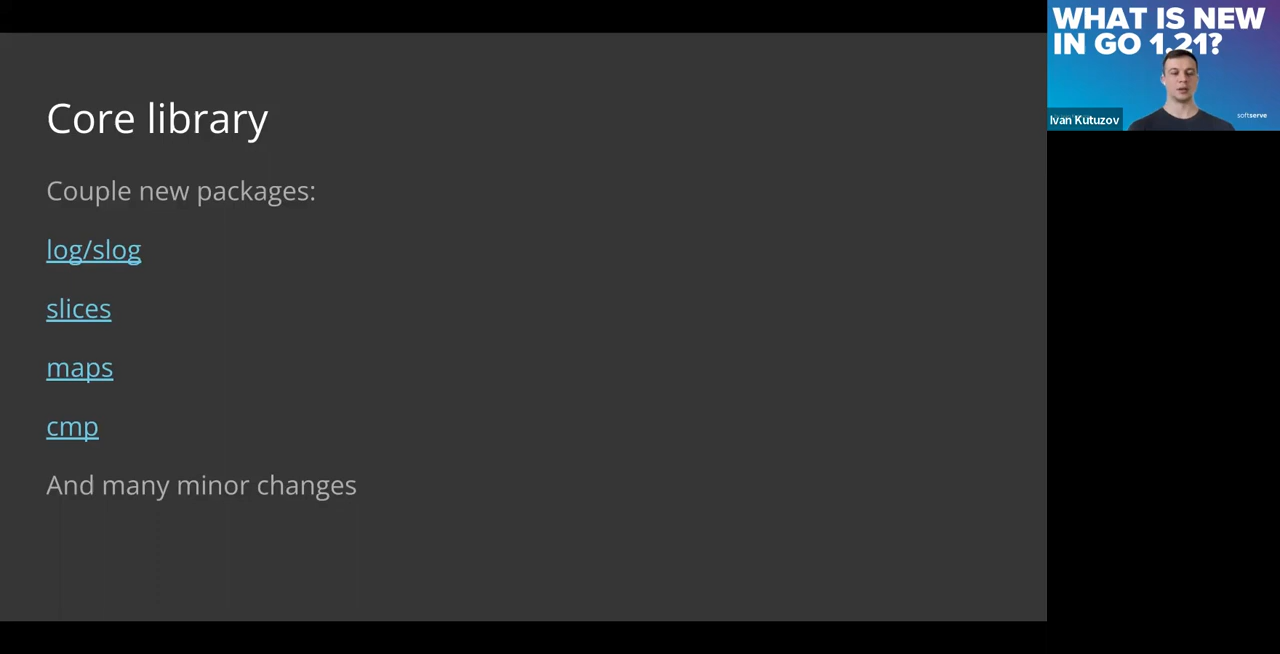 Core library
Couple new packages:
log/slog
slices
maps
cmp
And many minor changes
WHAT IS NEW
IN GO 1.21?
Ivan Kutuzov
softserve